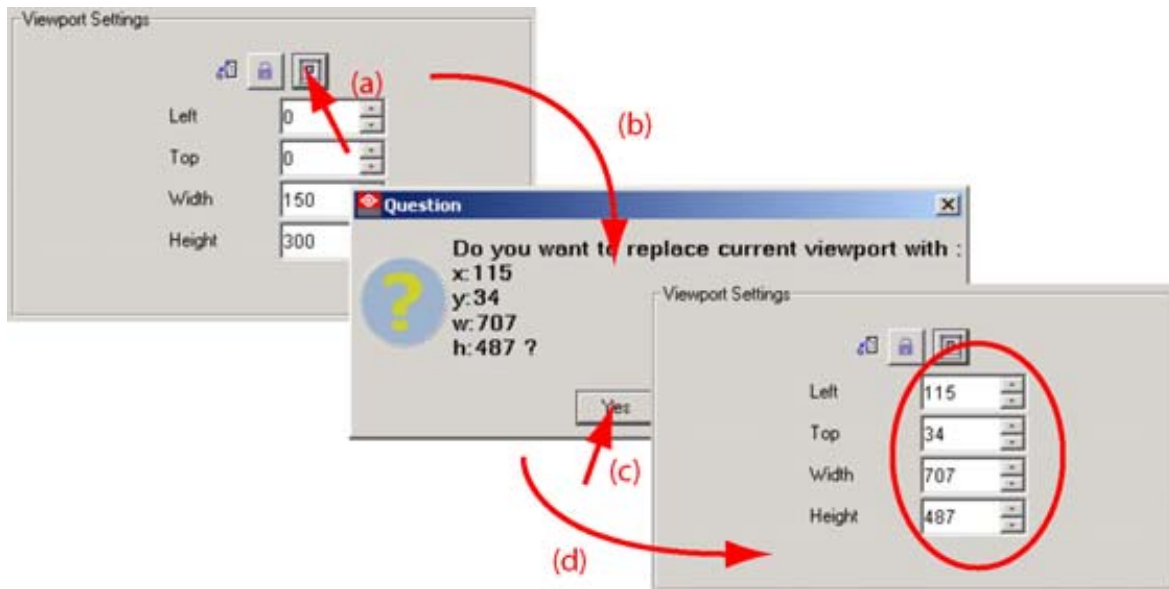 Viewport Settings
(a)
Left 0
Top 0
Width 150
Height 300
(b)
Question
Do you want to replace current viewport with :
x:115
y:34
w:707
h:487 ?
Yes
(c)
(d)
Viewport Settings
Left 115
Top 34
Width 707
Height 487